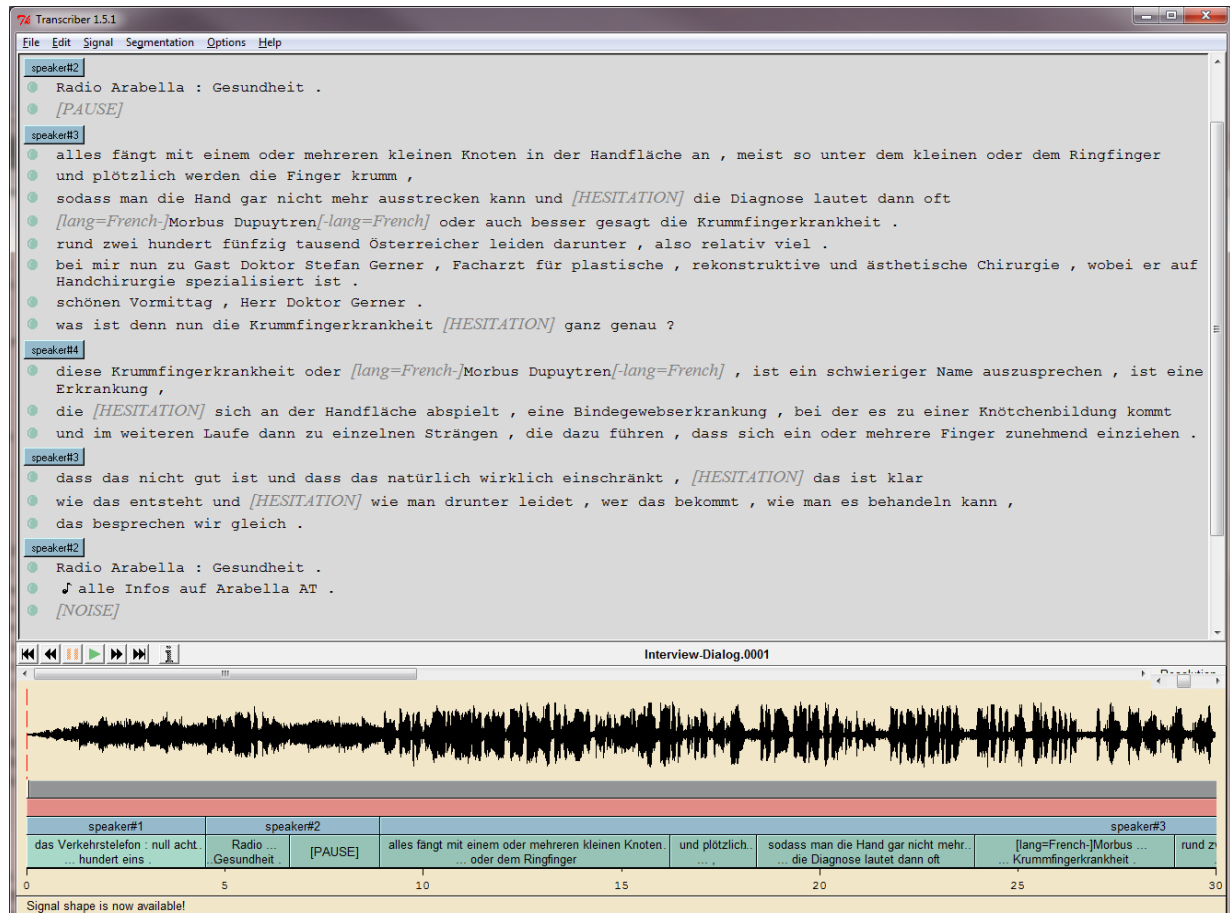 Transcriber 1.5.1
File Edit Signal Segmentation Options Help
speaker#2
Radio Arabella : Gesundheit .
[PAUSE]
speaker#3
alles fängt mit einem oder mehreren kleinen Knoten in der Handfläche an , meist so unter dem kleinen oder dem Ringfinger
und plötzlich werden die Finger krumm ,
sodass man die Hand gar nicht mehr ausstrecken kann und [HESITATION] die Diagnose lautet dann oft
[lang=French-]Morbus Dupuytren[-lang=French] oder auch besser gesagt die Krummfingerkrankheit .
rund zwei hundert fünfzig tausend Österreicher leiden darunter , also relativ viel .
bei mir nun zu Gast Doktor Stefan Gerner , Facharzt für plastische , rekonstruktive und ästhetische Chirurgie , wobei er auf
Handchirurgie spezialisiert ist .
schönen Vormittag , Herr Doktor Gerner .
was ist denn nun die Krummfingerkrankheit [HESITATION] ganz genau ?
speaker#4
diese Krummfingerkrankheit oder [lang=French-]Morbus Dupuytren[-lang=French] , ist ein schwieriger Name auszusprechen , ist eine
Erkrankung ,
die [HESITATION] sich an der Handfläche abspielt , eine Bindegewebserkrankung , bei der es zu einer Knötchenbildung kommt
und im weiteren Laufe dann zu einzelnen Strängen , die dazu führen , dass sich ein oder mehrere Finger zunehmend einziehen .
speaker#3
dass das nicht gut ist und dass das natürlich wirklich einschränkt , [HESITATION] das ist klar
wie das entsteht und [HESITATION] wie man drunter leidet , wer das bekommt , wie man es behandeln kann ,
das besprechen wir gleich .
speaker#2
Radio Arabella : Gesundheit .
♪ alle Infos auf Arabella AT .
[NOISE]
Interview-Dialog.0001
speaker#1 speaker#2 speaker#3
das Verkehrstelefon : null acht.. Radio ... [PAUSE] alles fängt mit einem oder mehreren kleinen Knoten.. und plötzlich.. sodass man die Hand gar nicht mehr.. [lang=French-]Morbus ... rund
... hundert eins . ..Gesundheit . ... oder dem Ringfinger ... , ... die Diagnose lautet dann oft ... Krummfingerkrankheit .
0 5 10 15 20 25 30
Signal shape is now available!